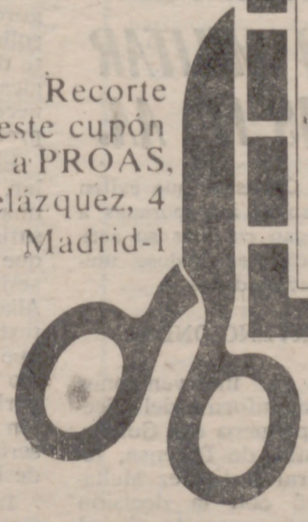 Recorte
este cupón
a PROAS,
elázquez, 4
Madrid-1